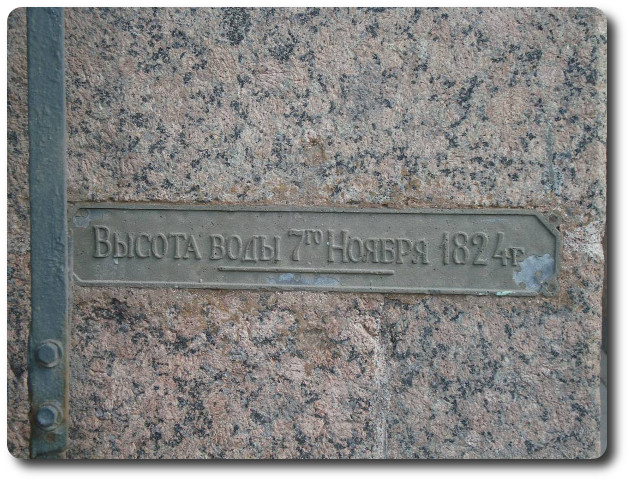 Высота воды 7го Ноября 1824г.